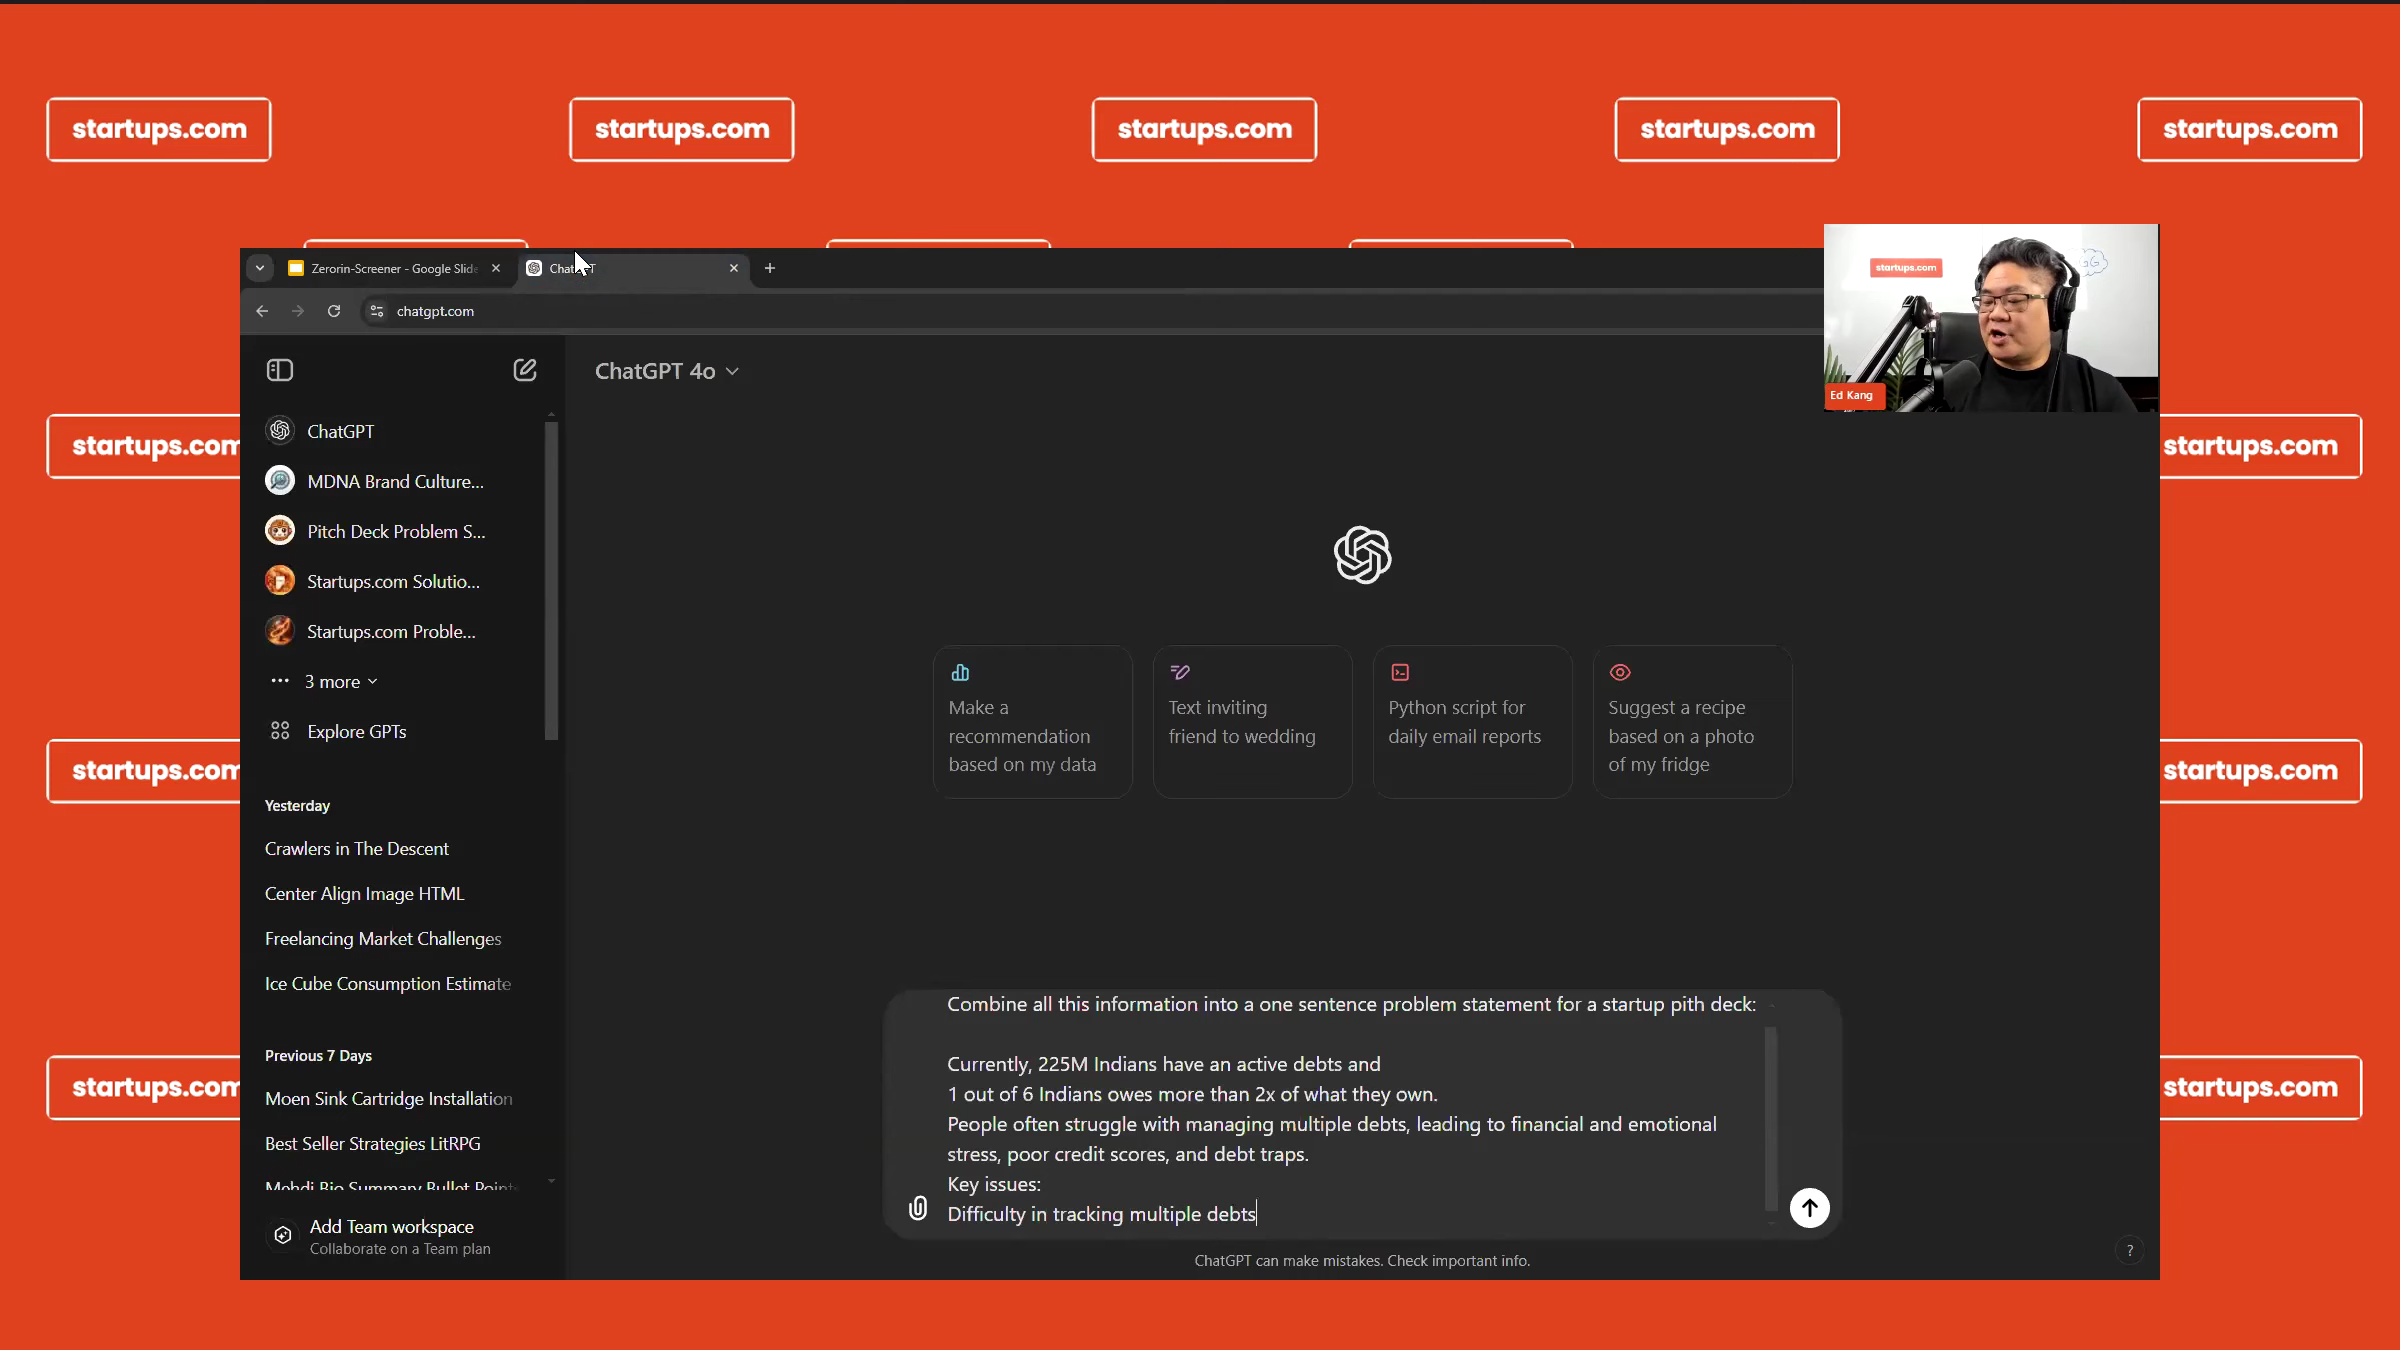 startups.com
startups.com
startups.com
startups.com
startups.com
Zerorin-Screener - Google Slide
chatgpt.com
startups.com
Ed Kang
ChatGPT 4o
ChatGPT
MDNA Brand Culture...
Pitch Deck Problem S...
Startups.com Solutio...
Startups.com Proble...
3 more
Explore GPTs
startups.com
startups.com
Make a
recommendation
based on my data
Text inviting
friend to wedding
Python script for
daily email reports
Suggest a recipe
based on a photo
of my fridge
startups.com
startups.com
Yesterday
Crawlers in The Descent
Center Align Image HTML
Freelancing Market Challenges
Ice Cube Consumption Estimate
Previous 7 Days
Moen Sink Cartridge Installation
Best Seller Strategies LitRPG
Mehdi Bio Summary Bullet Points
Add Team workspace
Collaborate on a Team plan
Combine all this information into a one sentence problem statement for a startup pith deck:
Currently, 225M Indians have an active debts and
1 out of 6 Indians owes more than 2x of what they own.
People often struggle with managing multiple debts, leading to financial and emotional
stress, poor credit scores, and debt traps.
Key issues:
Difficulty in tracking multiple debts
startups.com
startups.com
ChatGPT can make mistakes. Check important info.
?